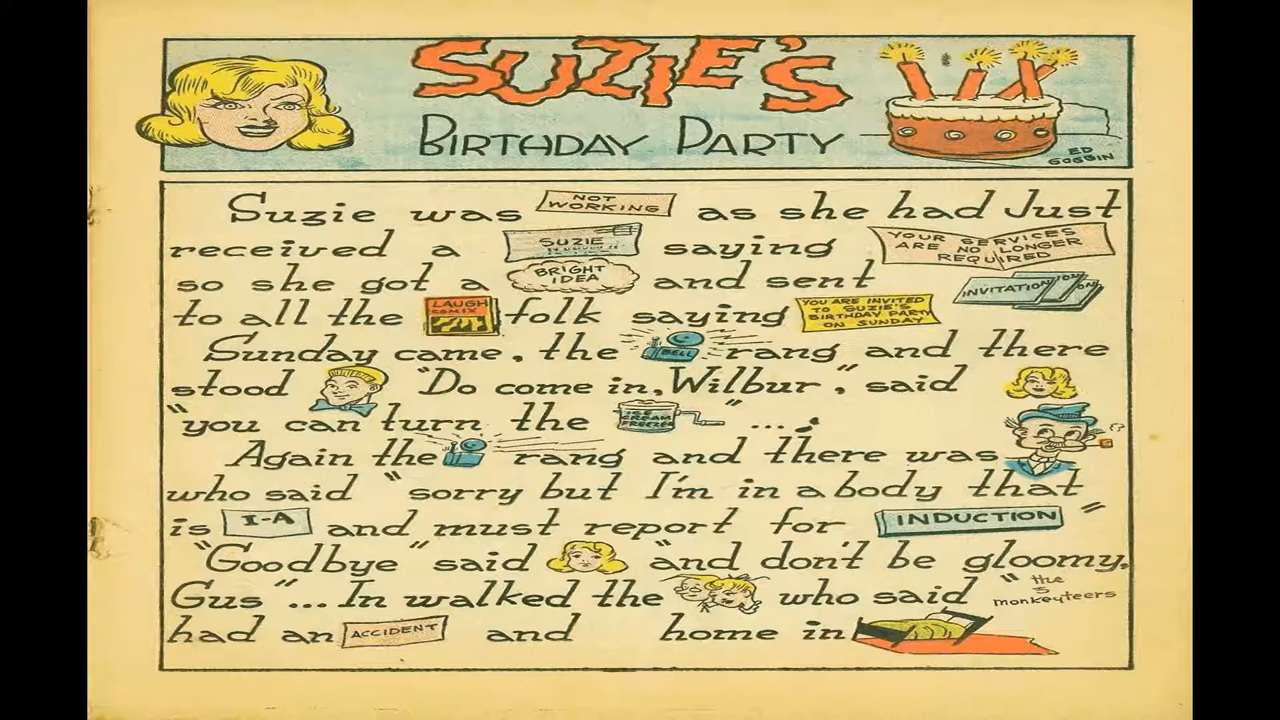 SUZIE'S
BIRTHDAY PARTY
ED
GOGGIN
Suzie was NOT WORKING as she had Just
received a SUZIE saying YOUR SERVICES ARE NO LONGER REQUIRED
so she got a BRIGHT IDEA and sent INVITATION
to all the LAUGH COMIX folk saying YOU ARE INVITED TO SUZIE'S BIRTHDAY PARTY ON SUNDAY
Sunday came, the BELL rang and there
stood "Do come in, Wilbur", said
"you can turn the ICE CREAM FREEZER" ....
Again the rang and there was
who said "sorry but I'm in a body that
is I-A and must report for INDUCTION"
"Goodbye" said "and don't be gloomy,
Gus"... In walked the who said "the 3 monkeyteers
had an ACCIDENT and home in